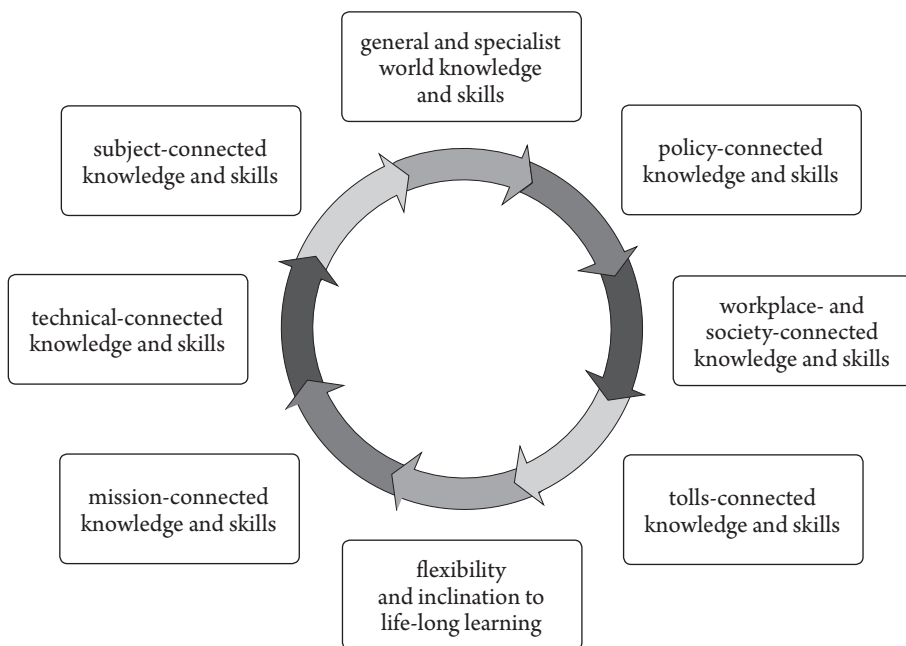 general and specialist
world knowledge
and skills
policy-connected
knowledge and skills
workplace- and
society-connected
knowledge and skills
tolls-connected
knowledge and skills
flexibility
and inclination to
life-long learning
mission-connected
knowledge and skills
technical-connected
knowledge and skills
subject-connected
knowledge and skills